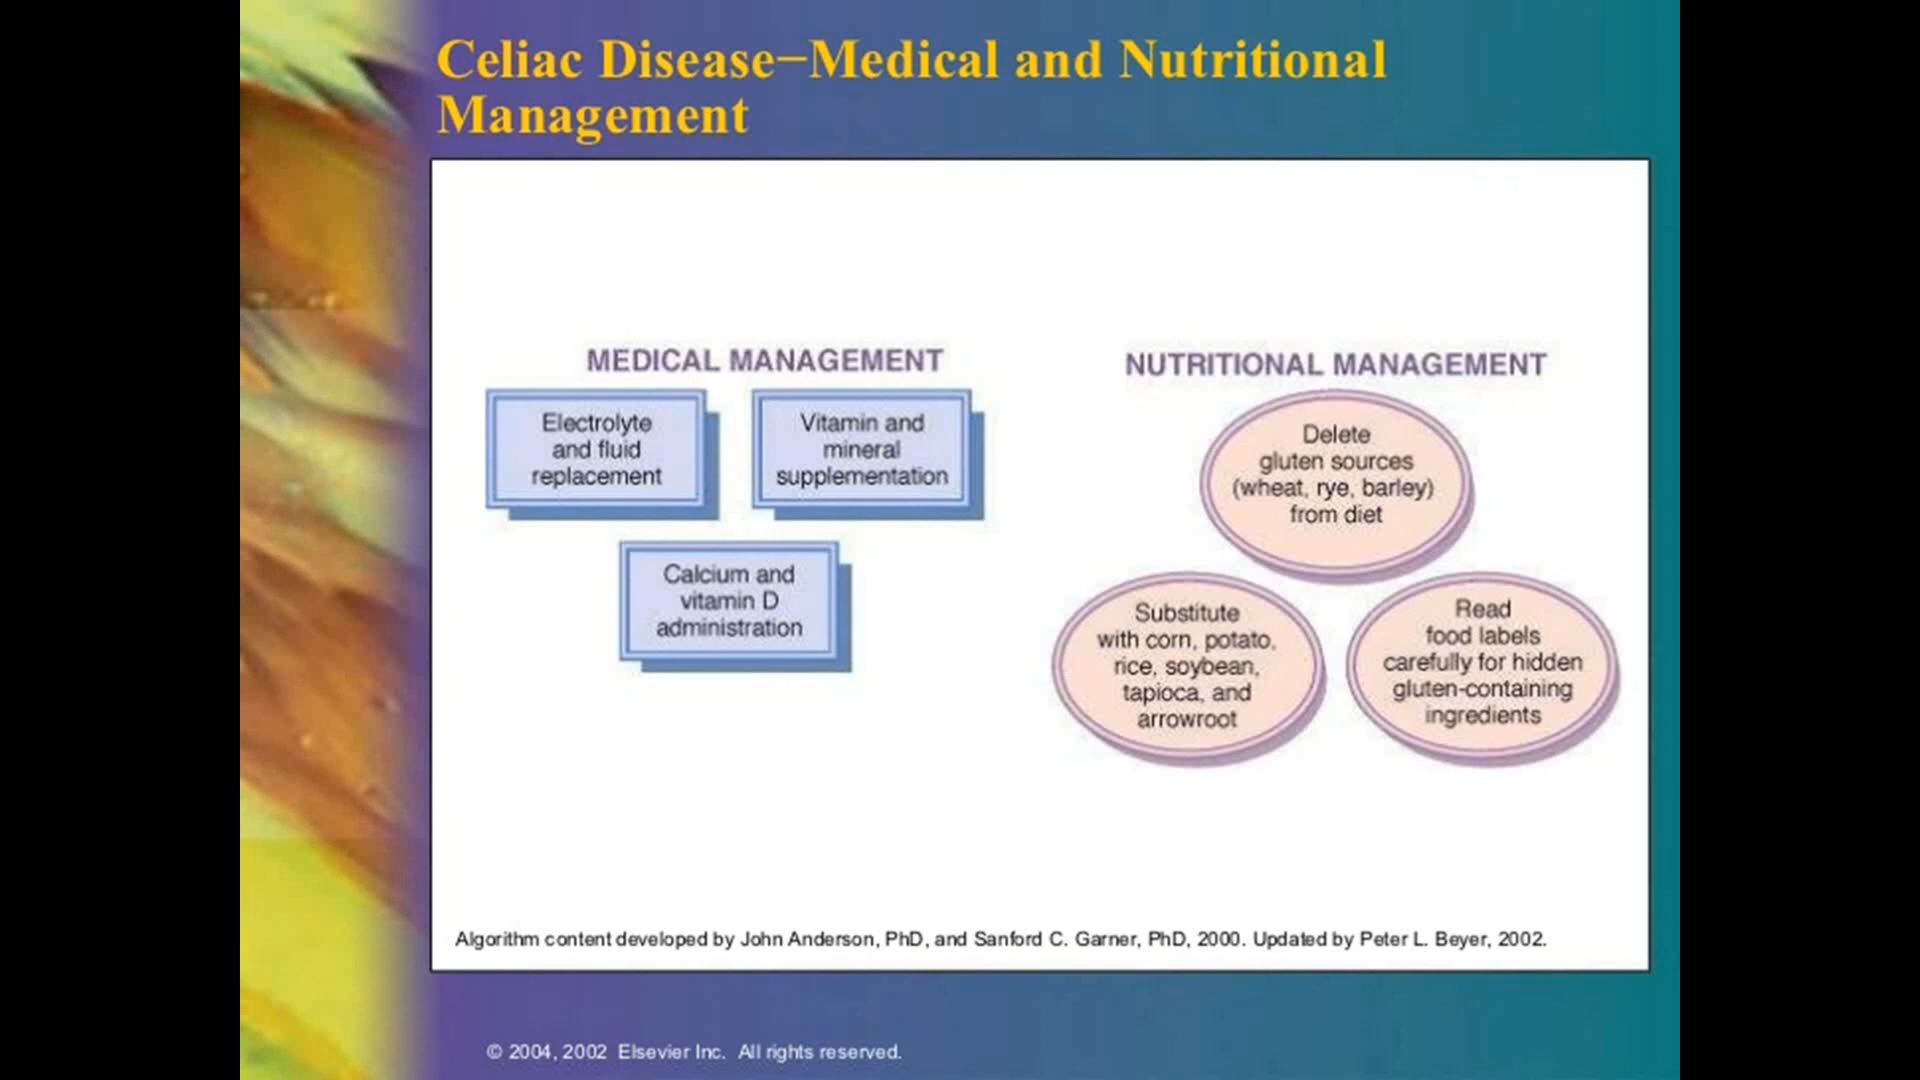 Celiac Disease–Medical and Nutritional
Management
MEDICAL MANAGEMENT
Electrolyte
and fluid
replacement
Vitamin and
mineral
supplementation
Calcium and
vitamin D
administration
NUTRITIONAL MANAGEMENT
Delete
gluten sources
(wheat, rye, barley)
from diet
Substitute
with corn, potato,
rice, soybean,
tapioca, and
arrowroot
Read
food labels
carefully for hidden
gluten-containing
ingredients
Algorithm content developed by John Anderson, PhD, and Sanford C. Garner, PhD, 2000. Updated by Peter L. Beyer, 2002.
© 2004, 2002 Elsevier Inc. All rights reserved.